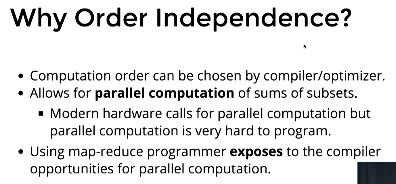 Why Order Independence?
• Computation order can be chosen by compiler/optimizer.
• Allows for parallel computation of sums of subsets.
▪ Modern hardware calls for parallel computation but
parallel computation is very hard to program.
• Using map-reduce programmer exposes to the compiler
opportunities for parallel computation.